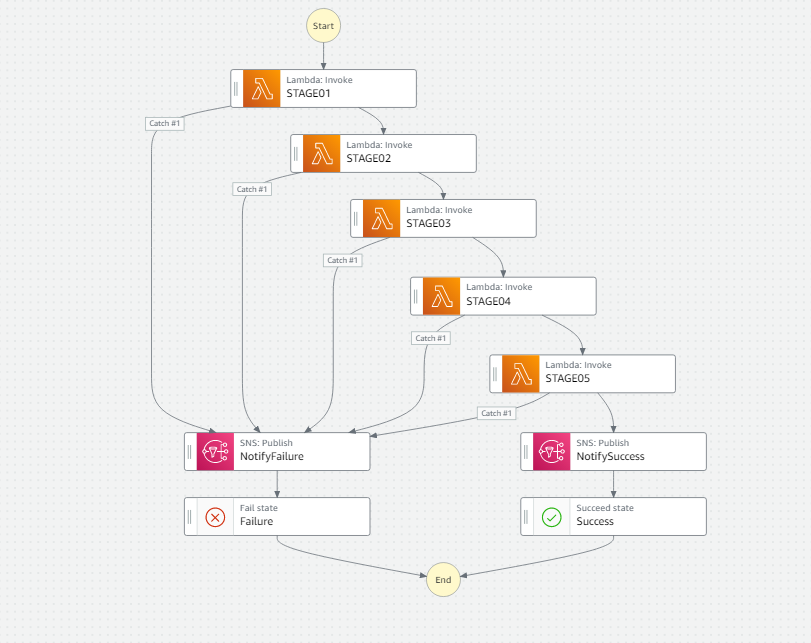 Start
Lambda: Invoke
STAGE01
Catch #1
Lambda: Invoke
STAGE02
Catch #1
Lambda: Invoke
STAGE03
Catch #1
Lambda: Invoke
STAGE04
Catch #1
Lambda: Invoke
STAGE05
Catch #1
SNS: Publish
NotifyFailure
SNS: Publish
NotifySuccess
Fail state
Failure
Succeed state
Success
End